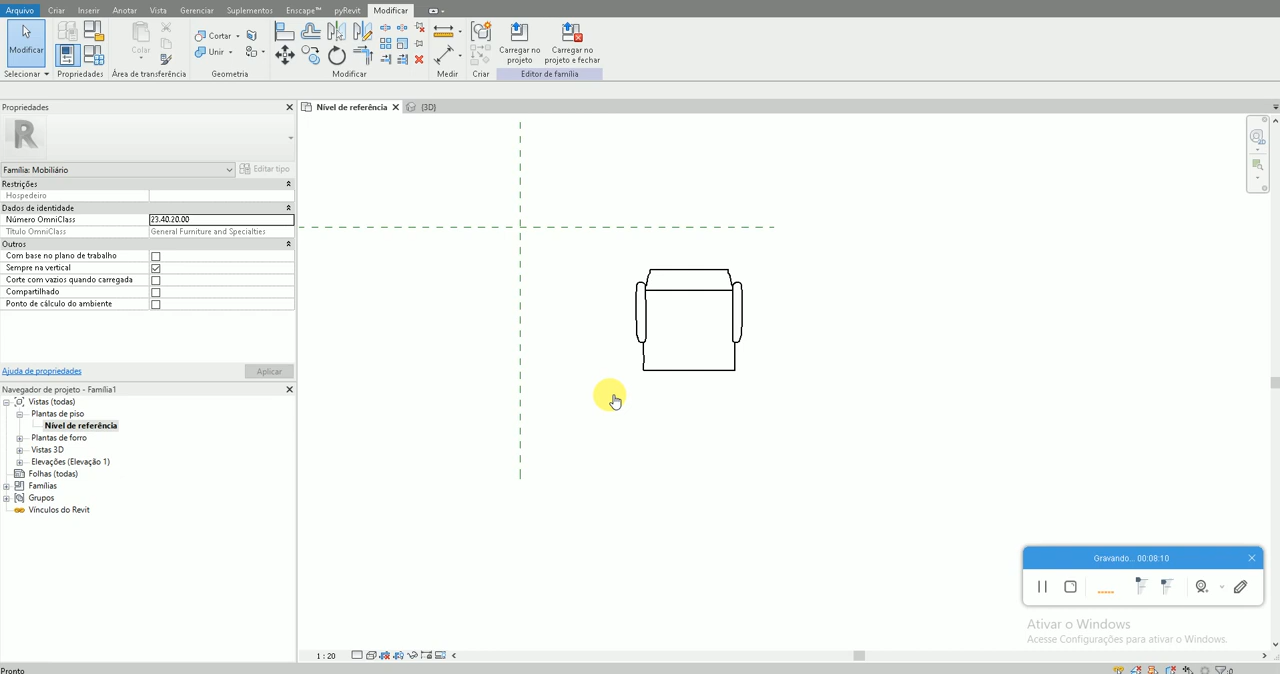 Arquivo Criar Inserir Anotar Vista Gerenciar Suplementos Enscape™ pyRevit Modificar
Modificar
Colar
Cortar
Unir
Carregar no projeto
Carregar no projeto e fechar
Selecionar Propriedades Área de transferência Geometria Modificar Medir Criar Editor de família
Propriedades
Nível de referência
{3D}
R
Família: Mobiliário
Editar tipo
Restrições
Hospedeiro
Dados de identidade
Número OmniClass 23.40.20.00
Título OmniClass General Furniture and Specialties
Outros
Com base no plano de trabalho
Sempre na vertical
Corte com vazios quando carregada
Compartilhado
Ponto de cálculo do ambiente
Ajuda de propriedades
Aplicar
Navegador de projeto - Família1
Vistas (todas)
Plantas de piso
Nível de referência
Plantas de forro
Vistas 3D
Elevações (Elevação 1)
Folhas (todas)
Famílias
Grupos
Vínculos do Revit
2D
Gravando... 00:08:10
Ativar o Windows
Acesse Configurações para ativar o Windows.
1 : 20
Pronto
:0